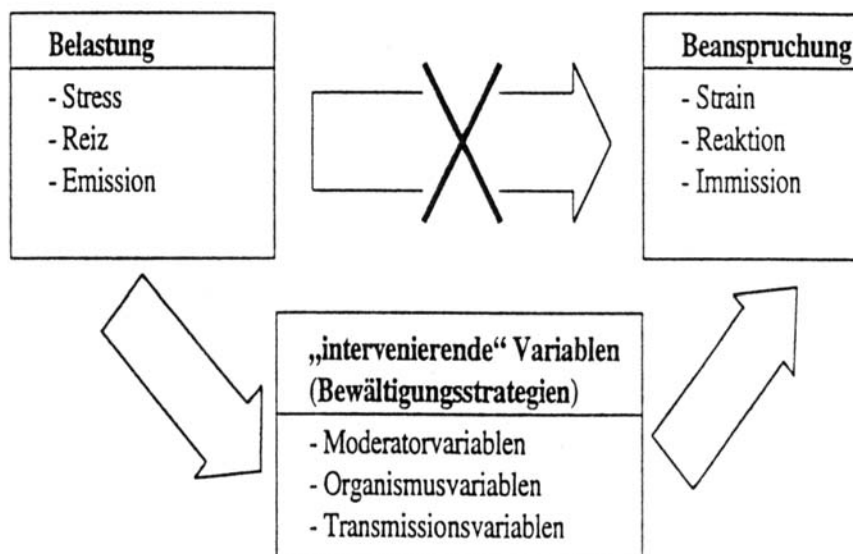 Belastung
- Stress
- Reiz
- Emission
Beanspruchung
- Strain
- Reaktion
- Immission
„intervenierende“ Variablen
(Bewältigungsstrategien)
- Moderatorvariablen
- Organismusvariablen
- Transmissionsvariablen